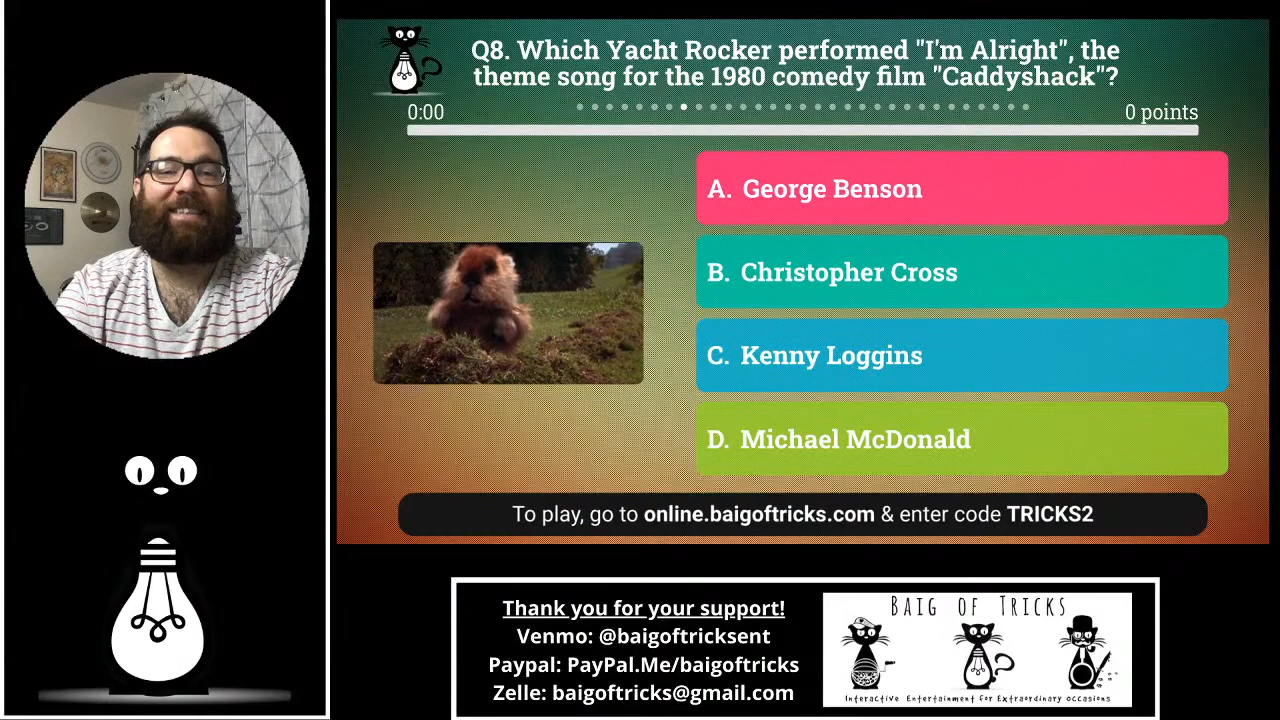 Q8. Which Yacht Rocker performed "I'm Alright", the
theme song for the 1980 comedy film "Caddyshack"?
0:00
0 points
A. George Benson
B. Christopher Cross
C. Kenny Loggins
D. Michael McDonald
To play, go to online.baigoftricks.com & enter code TRICKS2
Thank you for your support!
Venmo: @baigoftricksent
Paypal: PayPal.Me/baigoftricks
Zelle: baigoftricks@gmail.com
BAIG OF TRICKS
Interactive Entertainment for Extraordinary occasions